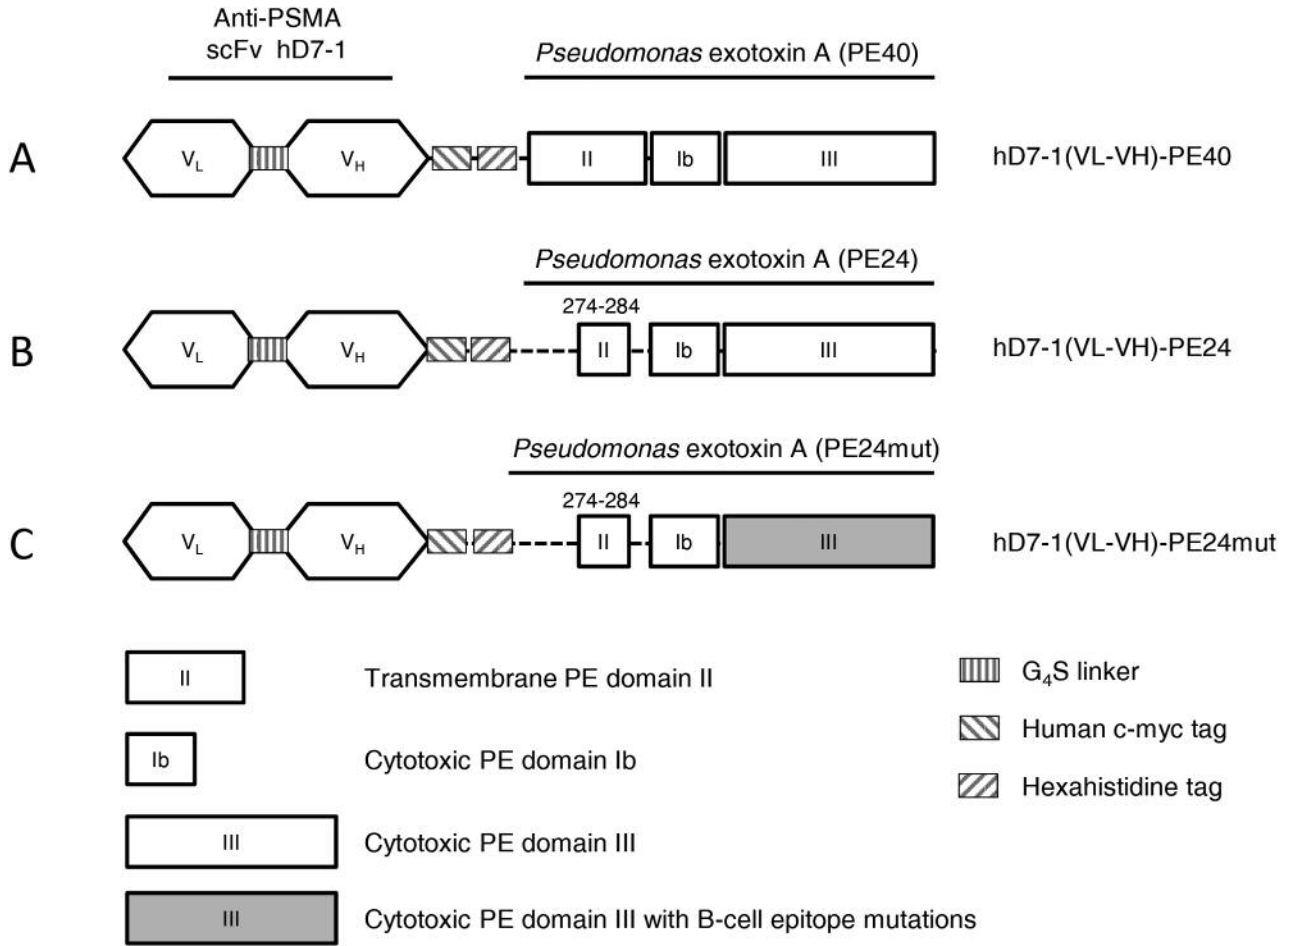 Anti-PSMA
scFv hD7-1
Pseudomonas exotoxin A (PE40)
A
VL
VH
II
Ib
III
hD7-1(VL-VH)-PE40
Pseudomonas exotoxin A (PE24)
274-284
B
VL
VH
II
Ib
III
hD7-1(VL-VH)-PE24
Pseudomonas exotoxin A (PE24mut)
274-284
C
VL
VH
II
Ib
III
hD7-1(VL-VH)-PE24mut
II
Transmembrane PE domain II
Ib
Cytotoxic PE domain Ib
III
Cytotoxic PE domain III
III
Cytotoxic PE domain III with B-cell epitope mutations
G4S linker
Human c-myc tag
Hexahistidine tag